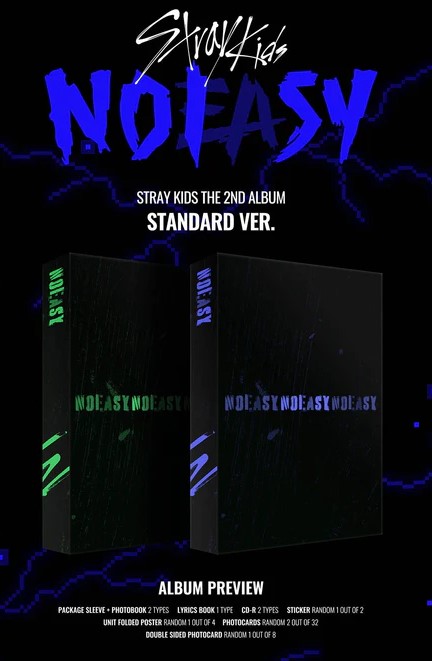 Stray Kids
NOEASY
STRAY KIDS THE 2ND ALBUM
STANDARD VER.
NOEASY
NOEASY NOEASY
NOEASY
NOEASY NOEASY NOEASY
ALBUM PREVIEW
PACKAGE SLEEVE + PHOTOBOOK 2 TYPES LYRICS BOOK 1 TYPE CD-R 2 TYPES STICKER RANDOM 1 OUT OF 2
UNIT FOLDED POSTER RANDOM 1 OUT OF 4 PHOTOCARDS RANDOM 2 OUT OF 32
DOUBLE SIDED PHOTOCARD RANDOM 1 OUT OF 8